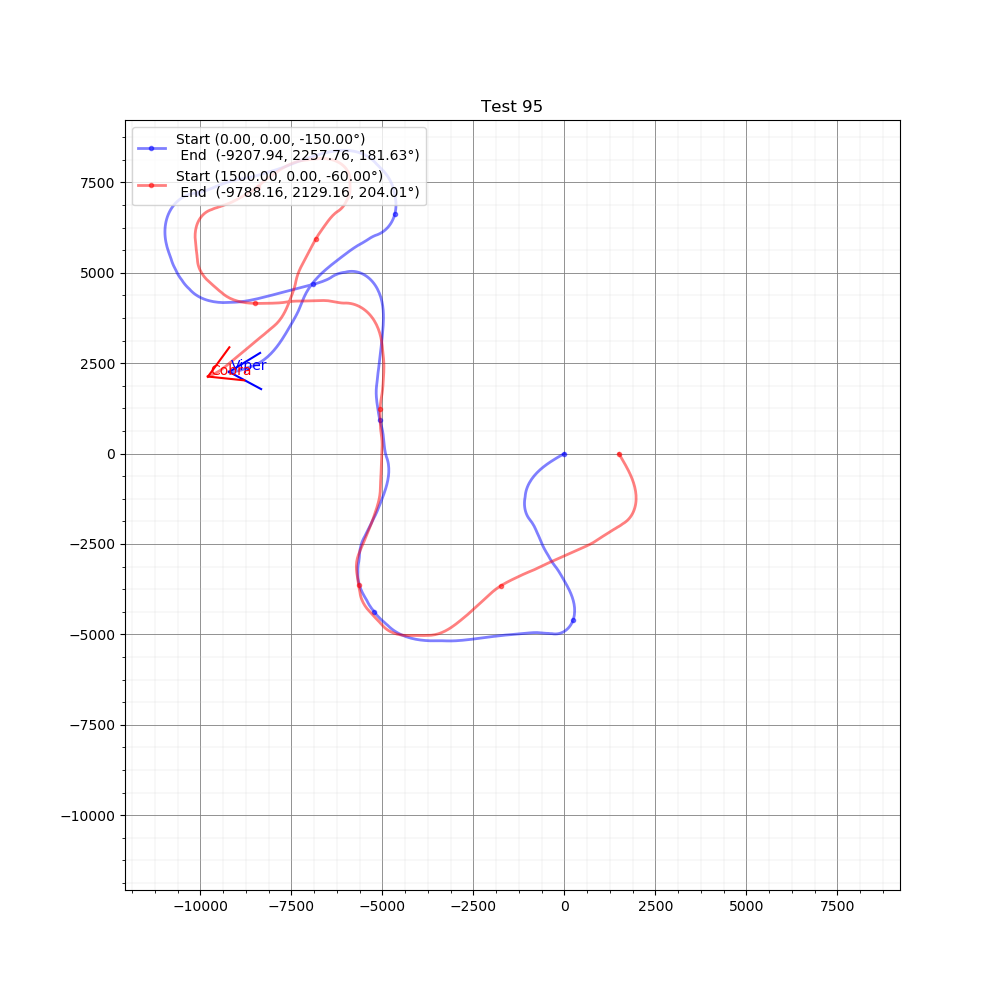 Test 95
Start (0.00, 0.00, -150.00°)
End  (-9207.94, 2257.76, 181.63°)
Start (1500.00, 0.00, -60.00°)
End  (-9788.16, 2129.16, 204.01°)
7500
5000
2500
0
−2500
−5000
−7500
−10000
Viper
Cobra
−10000
−7500
−5000
−2500
0
2500
5000
7500